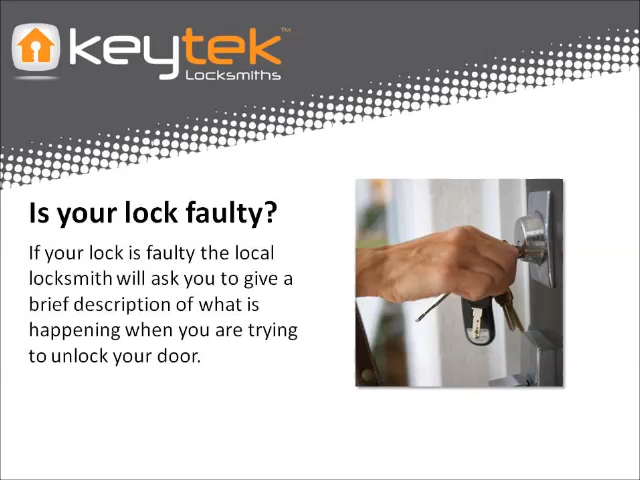 keytek™
Locksmiths
Is your lock faulty?
If your lock is faulty the local
locksmith will ask you to give a
brief description of what is
happening when you are trying
to unlock your door.